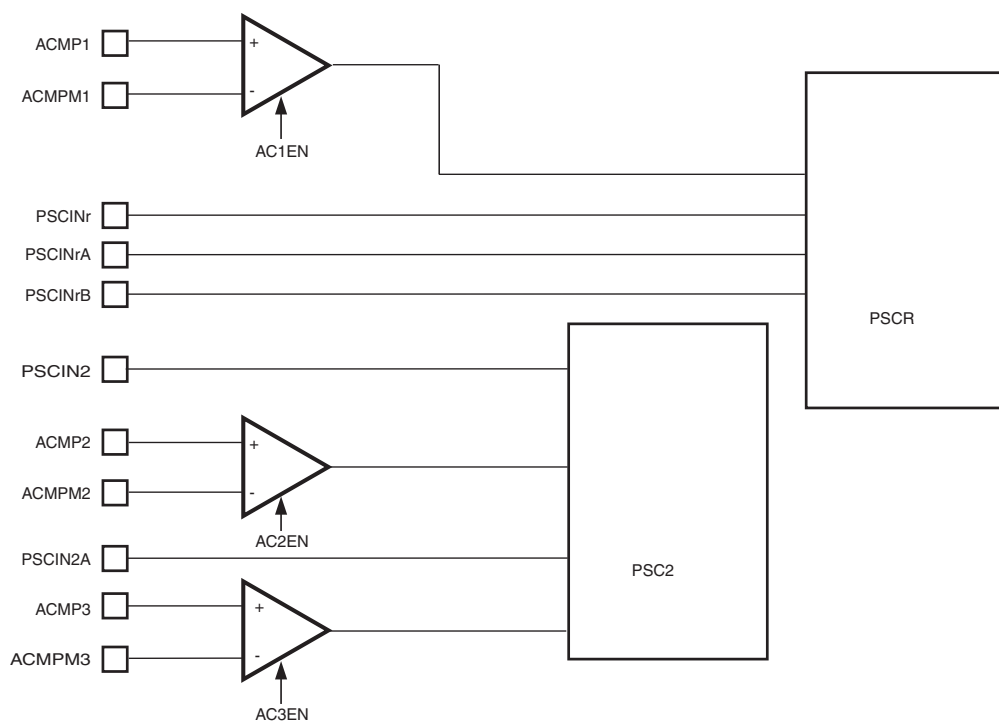 ACMP1
+
ACMPM1
-
AC1EN
PSCINr
PSCINrA
PSCINrB
PSCR
PSCIN2
ACMP2
+
ACMPM2
-
AC2EN
PSCIN2A
PSC2
ACMP3
+
ACMPM3
-
AC3EN